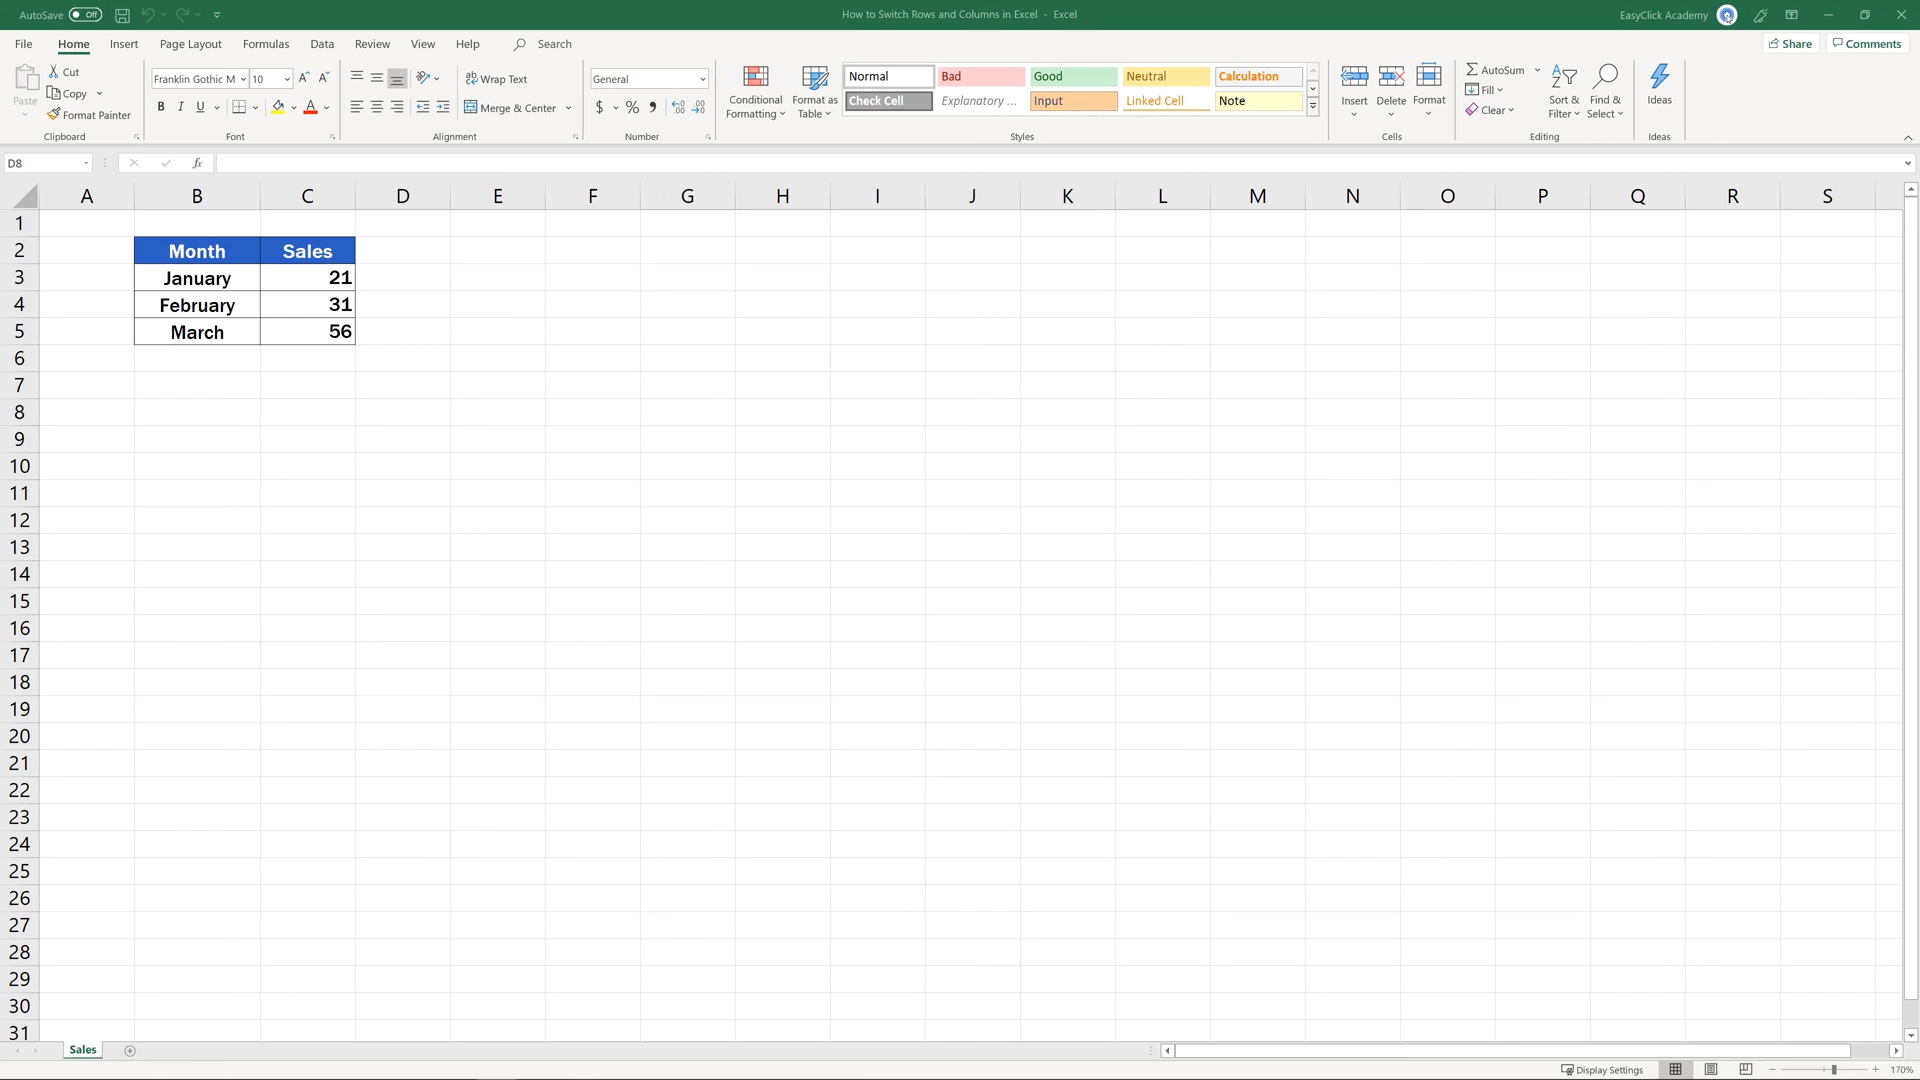 AutoSave Off
How to Switch Rows and Columns in Excel - Excel
EasyClick Academy
File Home Insert Page Layout Formulas Data Review View Help Search
Share Comments
Paste
Cut
Copy
Format Painter
Clipboard
Franklin Gothic M 10
B I U
Font
Wrap Text
Merge & Center
Alignment
General
$ % ,
Number
Conditional Formatting
Format as Table
Normal Bad Good Neutral Calculation
Check Cell Explanatory ... Input Linked Cell Note
Styles
Insert Delete Format
Cells
AutoSum
Fill
Clear
Sort & Filter
Find & Select
Editing
Ideas
Ideas
D8 fx
A B C D E F G H I J K L M N O P Q R S
1
2 Month Sales
3 January 21
4 February 31
5 March 56
6
7
8
9
10
11
12
13
14
15
16
17
18
19
20
21
22
23
24
25
26
27
28
29
30
31
Sales
Display Settings 170%